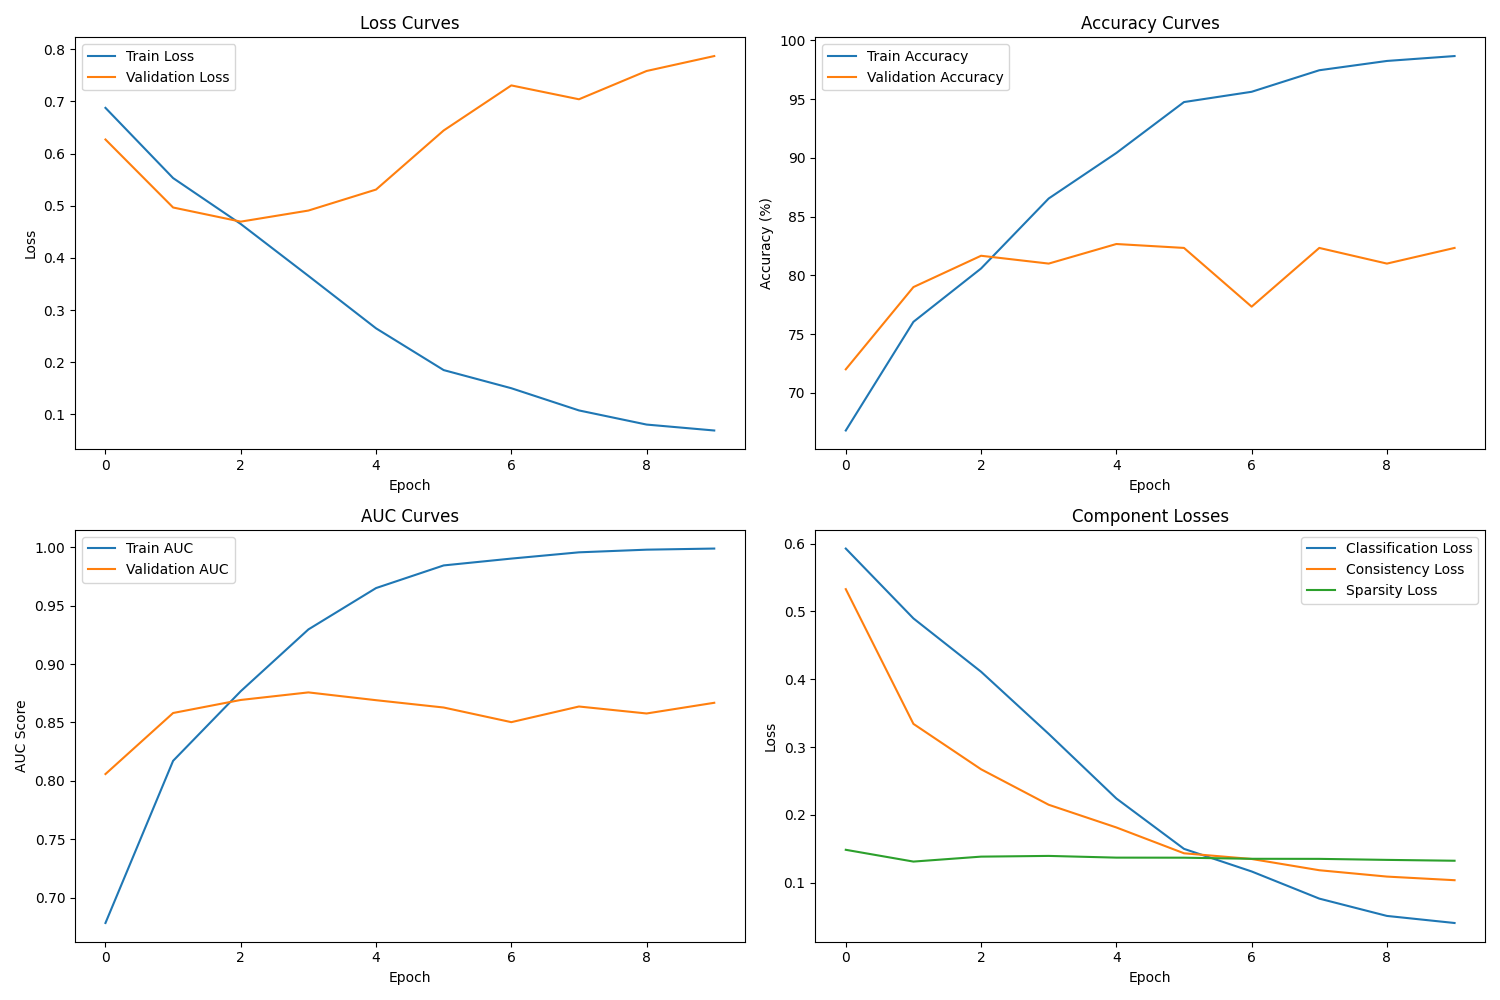 Loss Curves
Train Loss
Validation Loss
0.8
0.7
0.6
0.5
0.4
0.3
0.2
0.1
Loss
0 2 4 6 8
Epoch
Accuracy Curves
Train Accuracy
Validation Accuracy
100
95
90
85
80
75
70
Accuracy (%)
0 2 4 6 8
Epoch
AUC Curves
Train AUC
Validation AUC
1.00
0.95
0.90
0.85
0.80
0.75
0.70
AUC Score
0 2 4 6 8
Epoch
Component Losses
Classification Loss
Consistency Loss
Sparsity Loss
0.6
0.5
0.4
0.3
0.2
0.1
Loss
0 2 4 6 8
Epoch